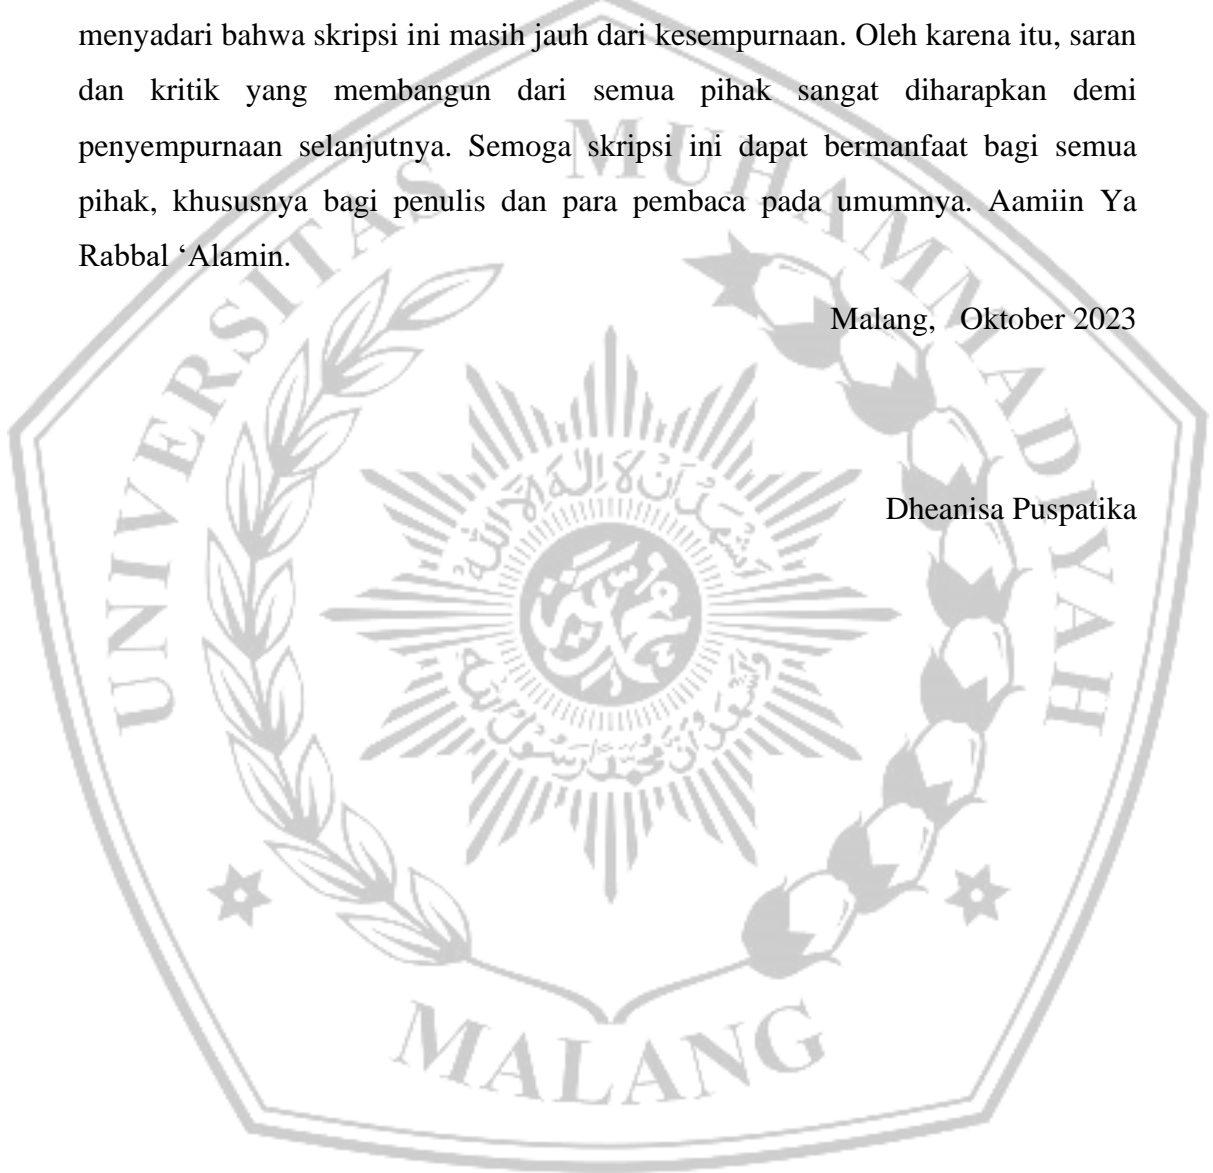 menyadari bahwa skripsi ini masih jauh dari kesempurnaan. Oleh karena itu, saran
dan kritik yang membangun dari semua pihak sangat diharapkan demi
penyempurnaan selanjutnya. Semoga skripsi ini dapat bermanfaat bagi semua
pihak, khususnya bagi penulis dan para pembaca pada umumnya. Aamiin Ya
Rabbal ‘Alamin.
Malang, Oktober 2023
Dheanisa Puspatika
UNIVERSITAS MUHAMMADIYAH
MALANG